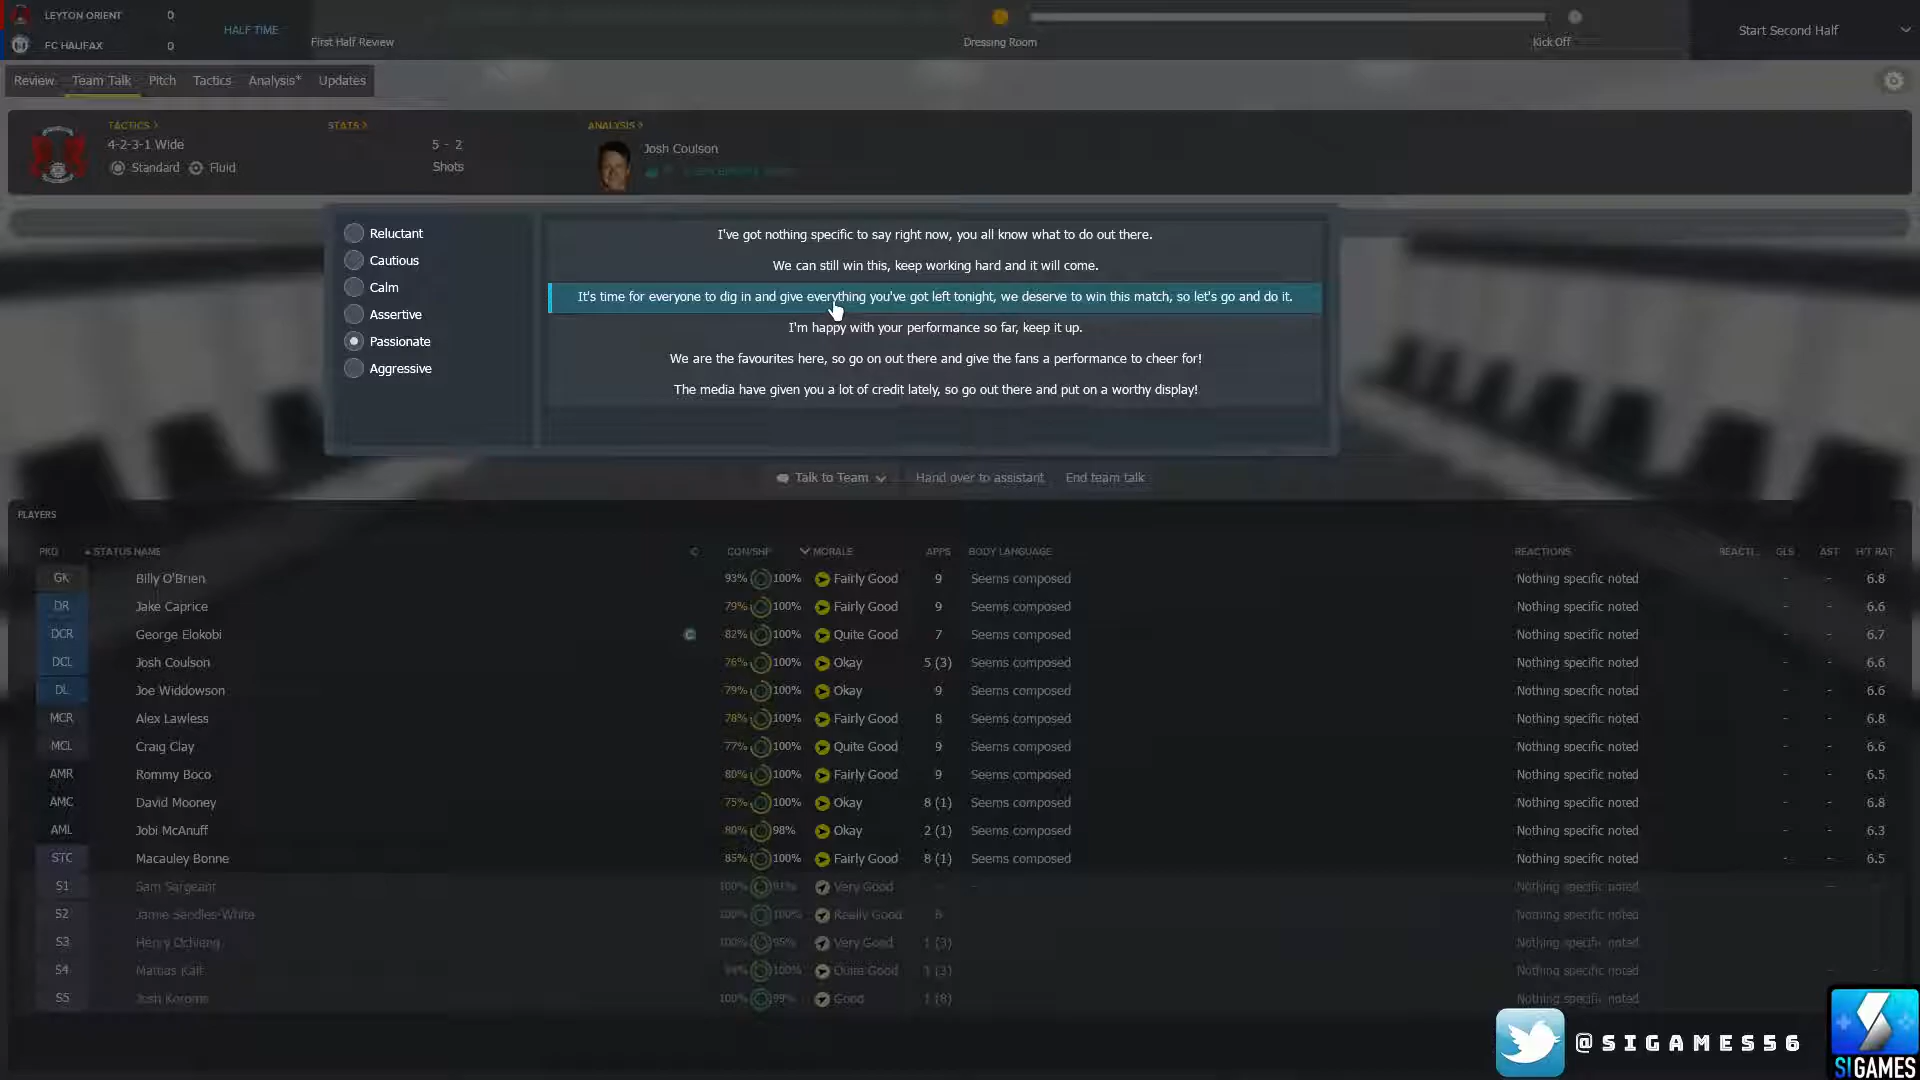 LEYTON ORIENT 0
FC HALIFAX 0
HALF TIME
First Half Review
Dressing Room
Kick Off
Start Second Half
Review Team Talk Pitch Tactics Analysis* Updates
TACTICS >
4-2-3-1 Wide
Standard Fluid
STATS >
5 - 2
Shots
ANALYSIS >
Josh Coulson
Reluctant
Cautious
Calm
Assertive
Passionate
Aggressive
I've got nothing specific to say right now, you all know what to do out there.
We can still win this, keep working hard and it will come.
It's time for everyone to dig in and give everything you've got left tonight, we deserve to win this match, so let's go and do it.
I'm happy with your performance so far, keep it up.
We are the favourites here, so go on out there and give the fans a performance to cheer for!
The media have given you a lot of credit lately, so go out there and put on a worthy display!
Talk to Team Hand over to assistant End team talk
PLAYERS
PKD STATUS NAME C CON/SHP MORALE APPS BODY LANGUAGE REACTIONS REACTI... GLS AST H/T RAT
GK Billy O'Brien 93% 100% Fairly Good 9 Seems composed Nothing specific noted - - 6.8
DR Jake Caprice 79% 100% Fairly Good 9 Seems composed Nothing specific noted - - 6.6
DCR George Elokobi C 82% 100% Quite Good 7 Seems composed Nothing specific noted - - 6.7
DCL Josh Coulson 76% 100% Okay 5 (3) Seems composed Nothing specific noted - - 6.6
DL Joe Widdowson 79% 100% Okay 9 Seems composed Nothing specific noted - - 6.6
MCR Alex Lawless 78% 100% Fairly Good 8 Seems composed Nothing specific noted - - 6.8
MCL Craig Clay 77% 100% Quite Good 9 Seems composed Nothing specific noted - - 6.6
AMR Rommy Boco 80% 100% Fairly Good 9 Seems composed Nothing specific noted - - 6.5
AMC David Mooney 75% 100% Okay 8 (1) Seems composed Nothing specific noted - - 6.8
AML Jobi McAnuff 80% 98% Okay 2 (1) Seems composed Nothing specific noted - - 6.3
STC Macauley Bonne 85% 100% Fairly Good 8 (1) Seems composed Nothing specific noted - - 6.5
S1 Sam Sargeant 100% 91% Very Good - - Nothing specific noted
S2 Jamie Sendles-White 100% 100% Really Good Nothing specific noted
S3 Henry Ochieng 100% 95% Very Good 1 (3) Nothing specific noted
S4 100% Quite Good (3) Nothing specific noted
S5 Josh Koroma 100% 99% Good 1 (8) Nothing specific noted
@SIGAMES56
SIGAMES